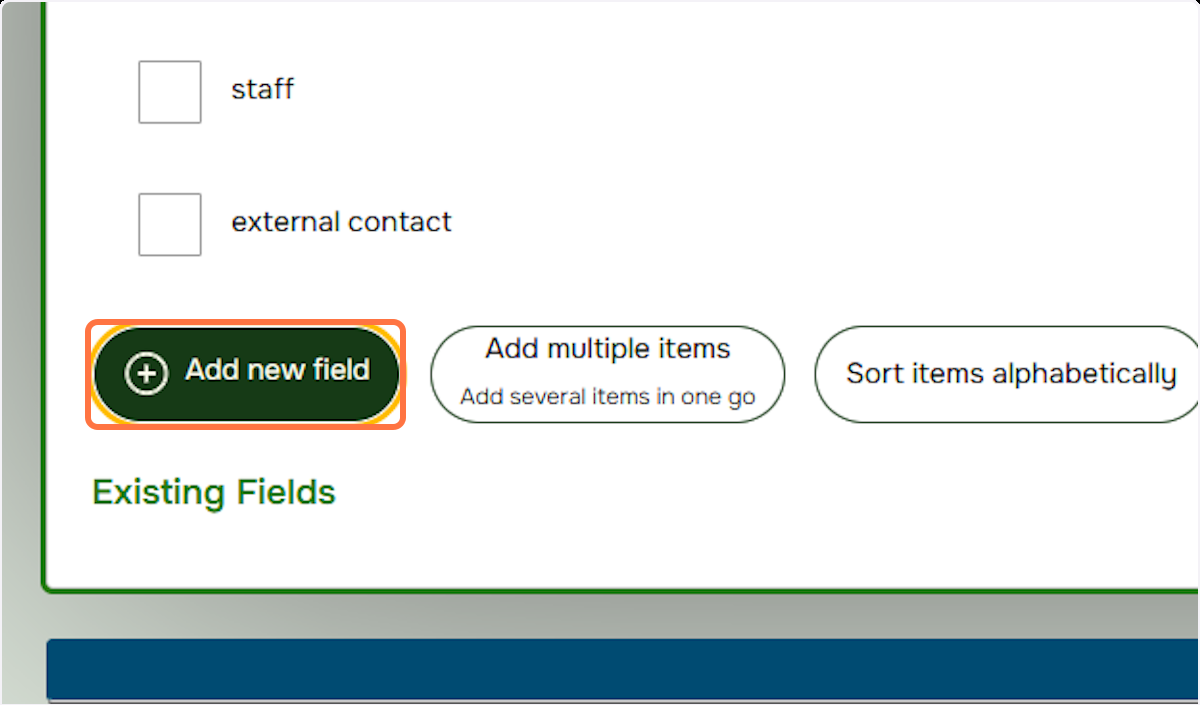 staff
external contact
Add new field
Add multiple items
Add several items in one go
Sort items alphabetically
Existing Fields